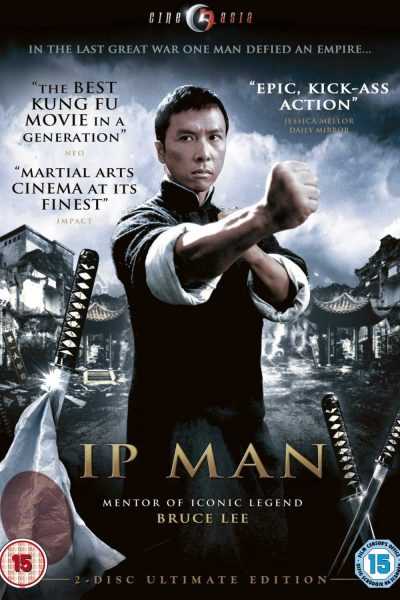 cine asia
IN THE LAST GREAT WAR ONE MAN DEFIED AN EMPIRE...
"THE BEST
KUNG FU
MOVIE IN A
GENERATION"
NEO
"MARTIAL ARTS
CINEMA AT ITS
FINEST"
IMPACT
"EPIC, KICK-ASS
ACTION"
JESSICA MELLOR
DAILY MIRROR
IP MAN
MENTOR OF ICONIC LEGEND
BRUCE LEE
15
2-DISC ULTIMATE EDITION
15